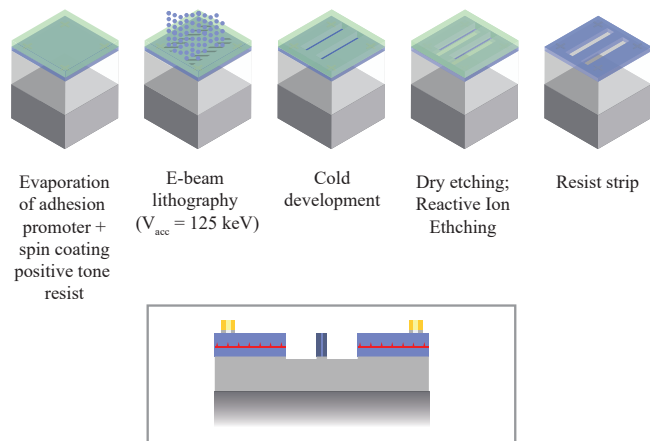 Evaporation
of adhesion
promoter +
spin coating
positive tone
resist
E-beam
lithography
(Vacc = 125 keV)
Cold
development
Dry etching;
Reactive Ion
Ethching
Resist strip